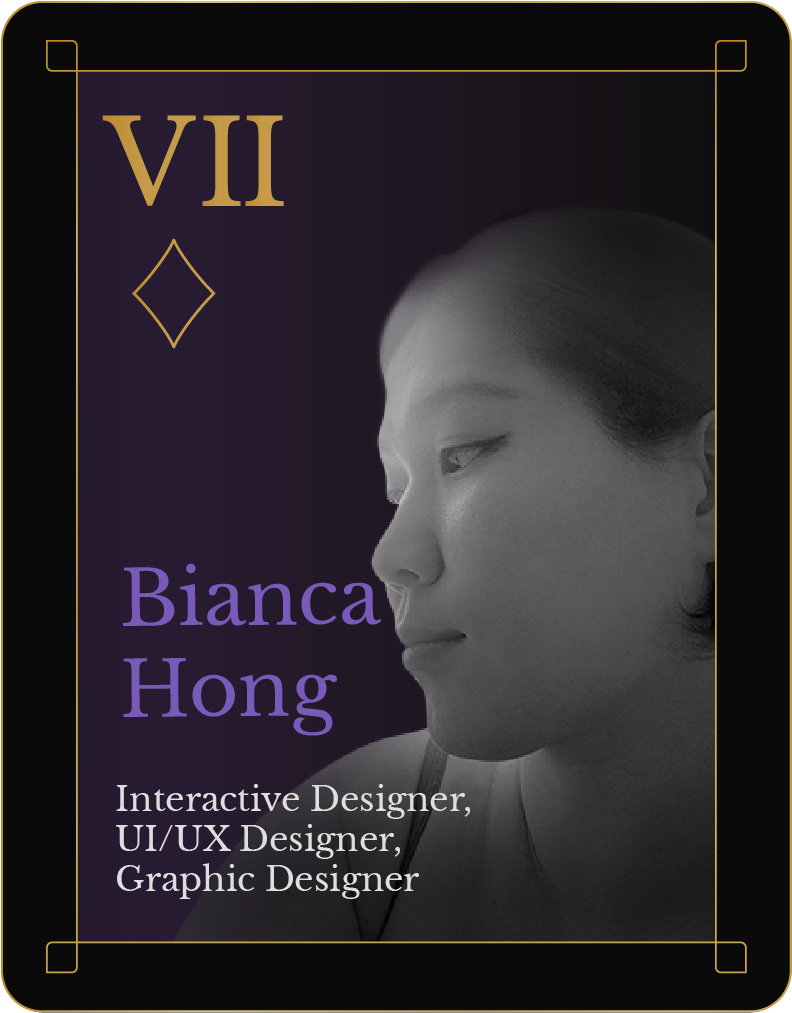 VII
Bianca
Hong
Interactive Designer,
UI/UX Designer,
Graphic Designer